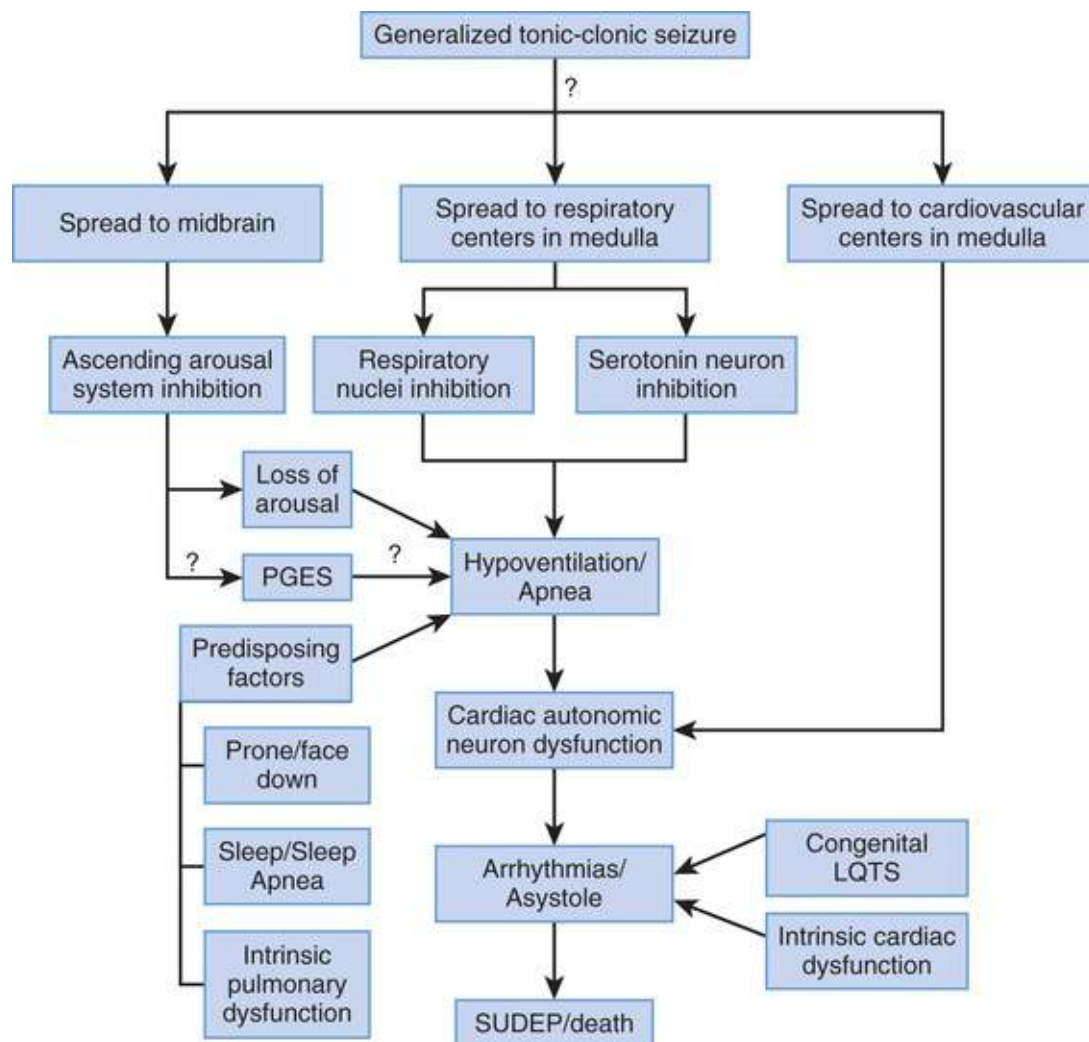 Generalized tonic-clonic seizure
?
Spread to midbrain
Spread to respiratory
centers in medulla
Spread to cardiovascular
centers in medulla
Ascending arousal
system inhibition
Respiratory
nuclei inhibition
Serotonin neuron
inhibition
Loss of
arousal
?
PGES
?
Hypoventilation/
Apnea
Predisposing
factors
Cardiac autonomic
neuron dysfunction
Prone/face
down
Sleep/Sleep
Apnea
Arrhythmias/
Asystole
Congenital
LQTS
Intrinsic cardiac
dysfunction
Intrinsic
pulmonary
dysfunction
SUDEP/death